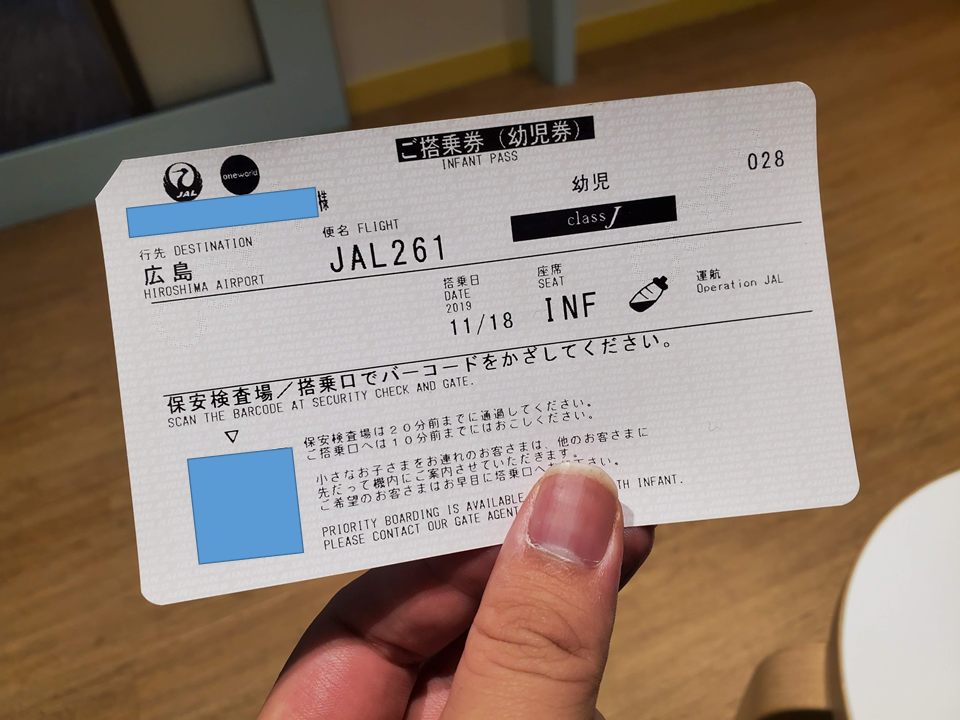 ご搭乗券（幼児券）
INFANT PASS
028
JAL
oneworld
様
幼児
class J
行先 DESTINATION
広島
HIROSHIMA AIRPORT
便名 FLIGHT
JAL261
搭乗日
DATE
2019
11/18
座席
SEAT
INF
運航
Operation JAL
保安検査場／搭乗口でバーコードをかざしてください。
SCAN THE BARCODE AT SECURITY CHECK AND GATE.
保安検査場は２０分前までに通過してください。
ご搭乗口へは１０分前までにはおこしください。
小さなお子さまをお連れのお客さまは、他のお客さまに
先だって機内にご案内させていただきます。
ご希望のお客さまはお早目に搭乗口へ ください。
PRIORITY BOARDING IS AVAILABLE TH INFANT.
PLEASE CONTACT OUR GATE AGENT